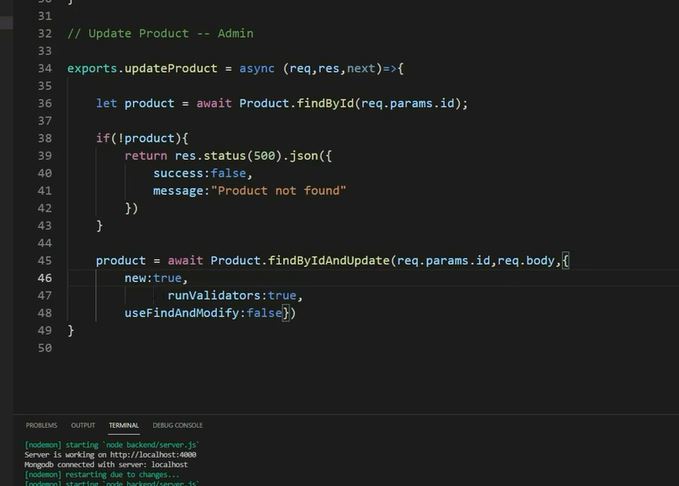 31
32 // Update Product -- Admin
33
34 exports.updateProduct = async (req,res,next)=>{
35
36     let product = await Product.findById(req.params.id);
37
38     if(!product){
39         return res.status(500).json({
40             success:false,
41             message:"Product not found"
42         })
43     }
44
45     product = await Product.findByIdAndUpdate(req.params.id,req.body,{
46         new:true,
47               runValidators:true,
48         useFindAndModify:false})
49 }
50
PROBLEMS OUTPUT TERMINAL DEBUG CONSOLE
[nodemon] starting `node backend/server.js`
Server is working on http://localhost:4000
Mongodb connected with server: localhost
[nodemon] restarting due to changes...
[nodemon] starting `node backend/server.js`